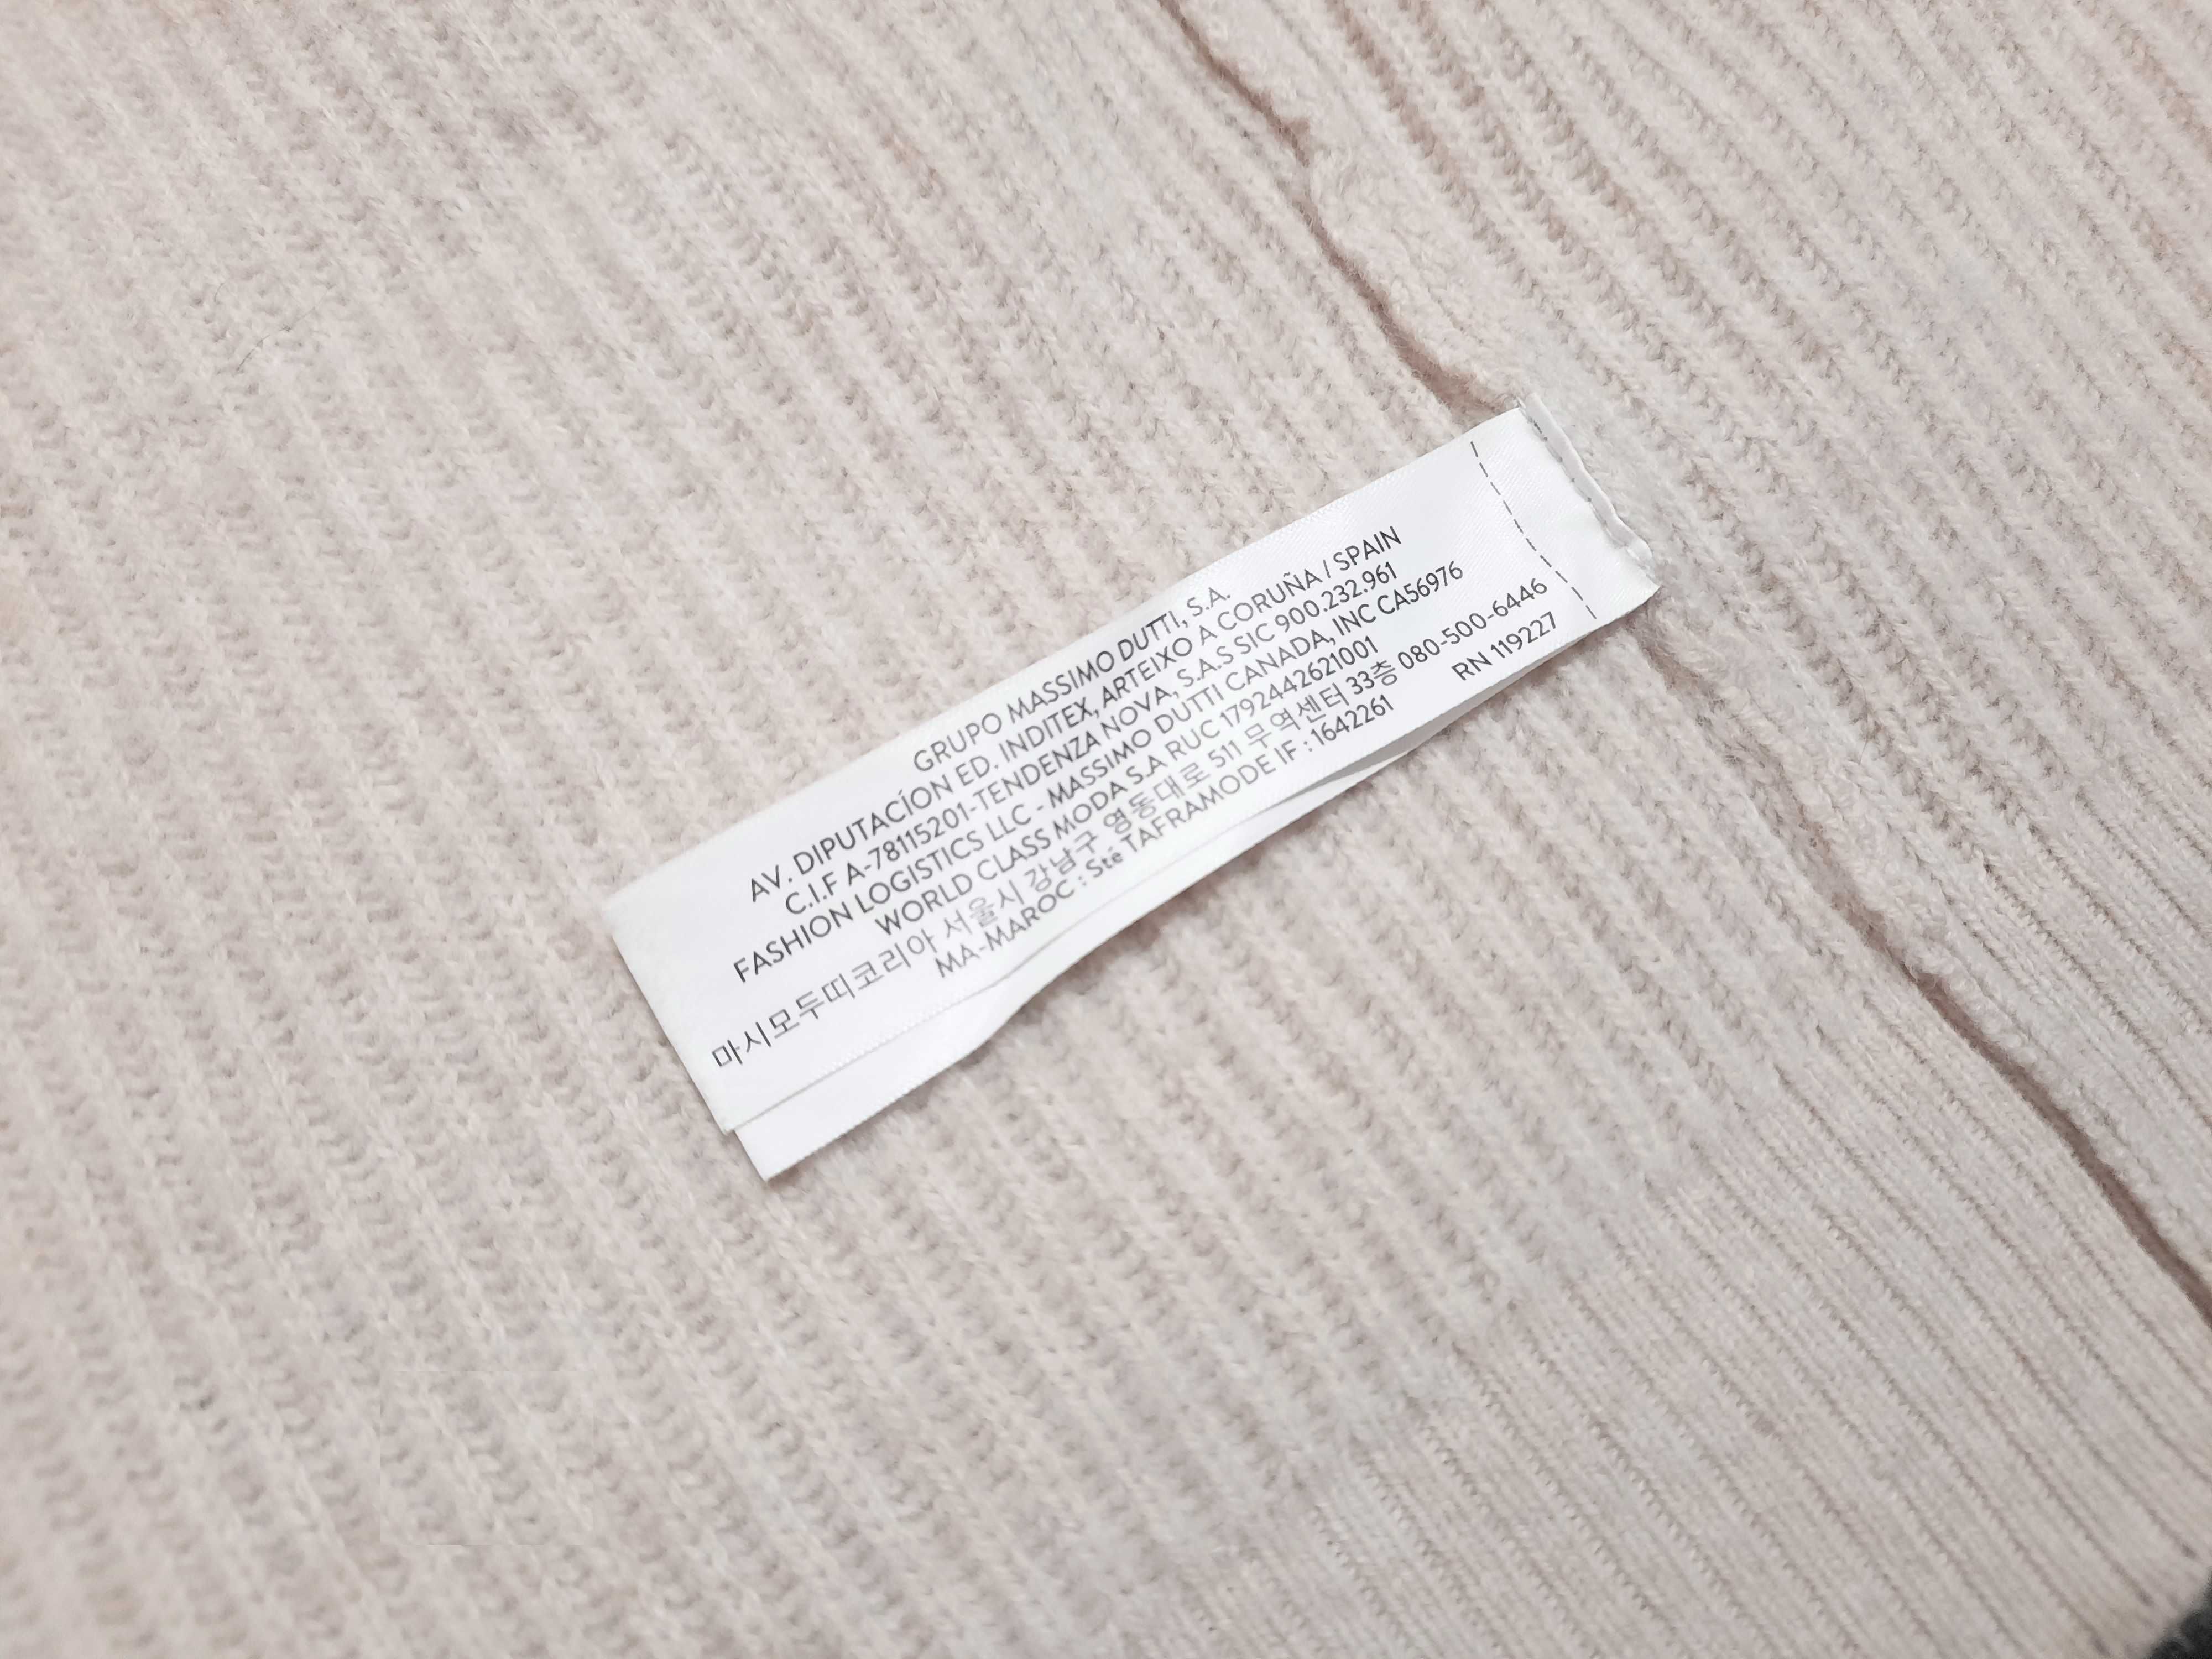 GRUPO MASSIMO DUTTI, S.A.
AV. DIPUTACÍON ED. INDITEX, ARTEIXO A CORUÑA / SPAIN
C.I.F A-78115201-TENDENZA NOVA, S.A.S SIC 900.232.961
FASHION LOGISTICS LLC - MASSIMO DUTTI CANADA, INC CA56976
WORLD CLASS MODA S.A RUC 1792442621001
마시모두띠코리아 서울시 강남구 영동대로 511 무역센터 33층 080-500-6446
MA-MAROC : Sté TAFRAMODE IF : 1642261
RN 119227